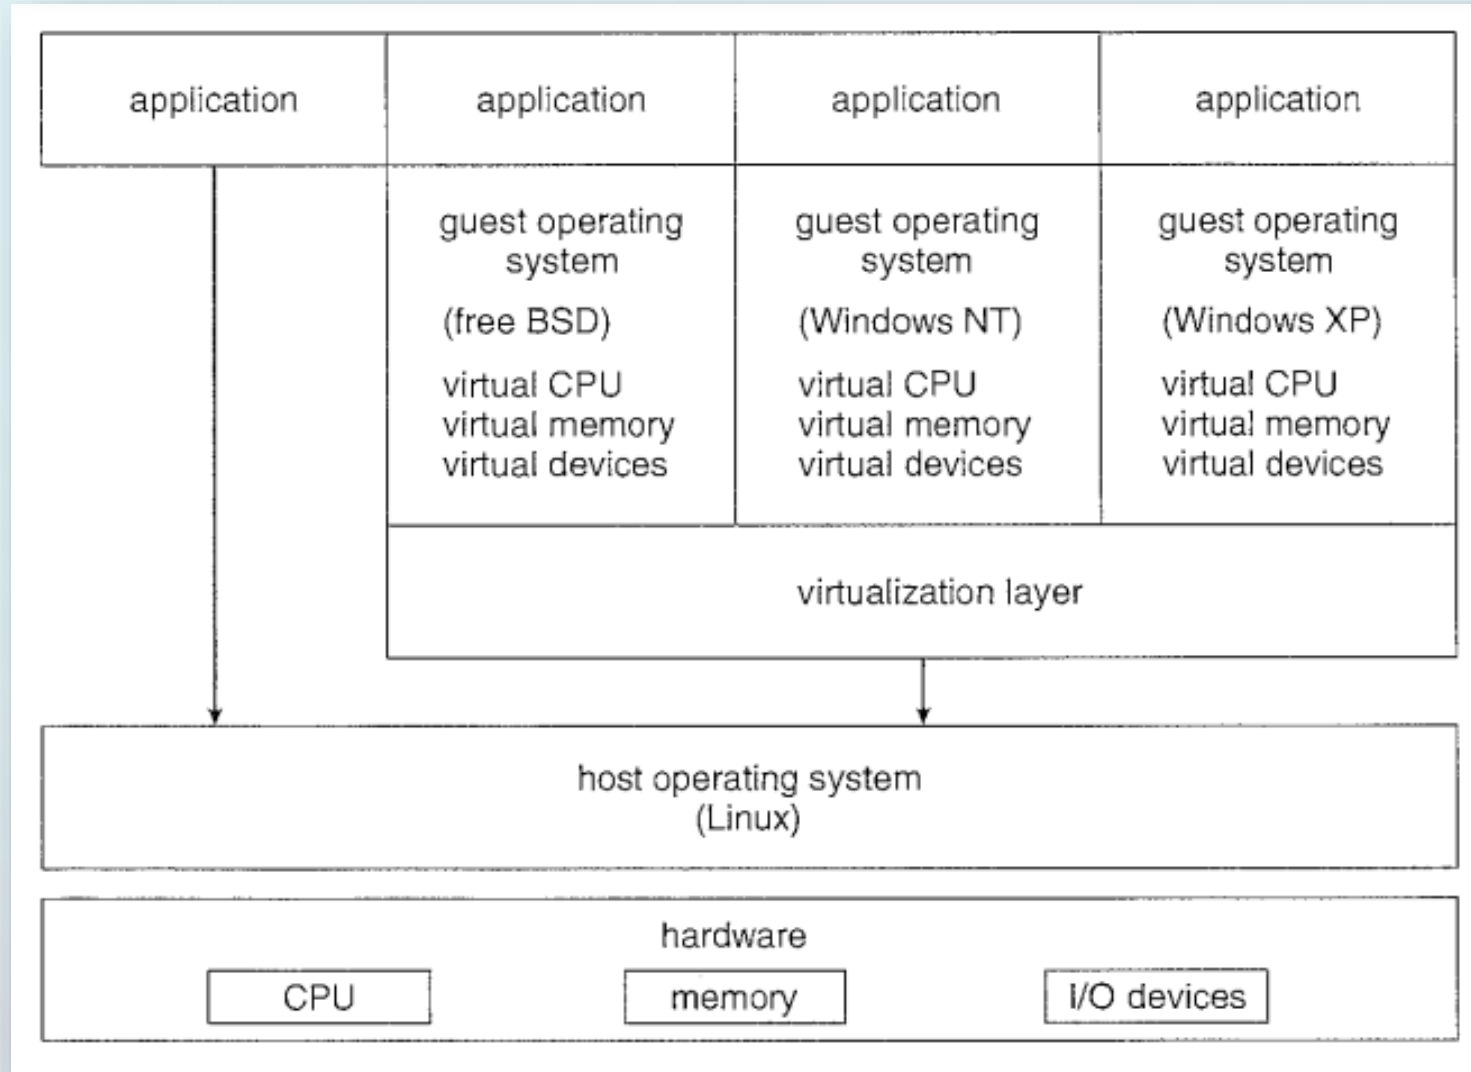 application
application
application
application
guest operating
system
(free BSD)
virtual CPU
virtual memory
virtual devices
guest operating
system
(Windows NT)
virtual CPU
virtual memory
virtual devices
guest operating
system
(Windows XP)
virtual CPU
virtual memory
virtual devices
virtualization layer
host operating system
(Linux)
hardware
CPU
memory
I/O devices